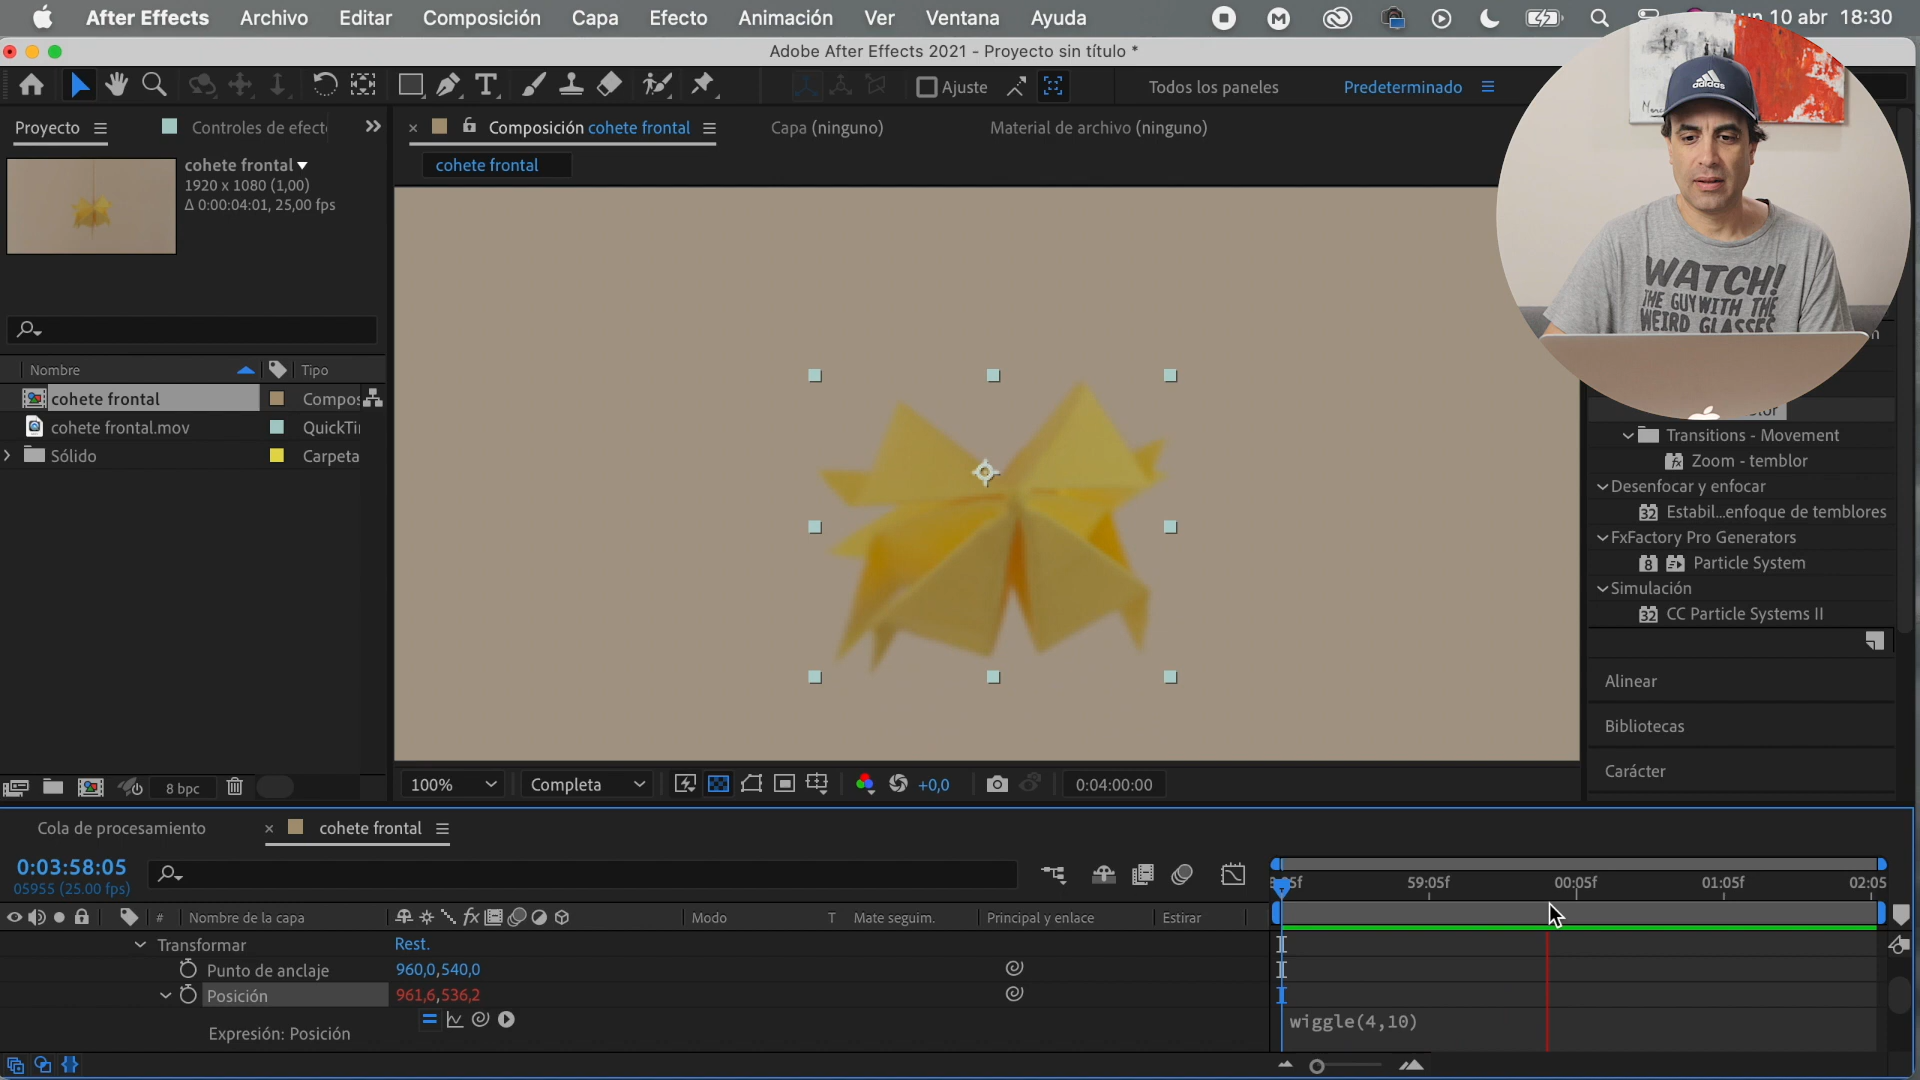 After Effects Archivo Editar Composición Capa Efecto Animación Ver Ventana Ayuda
10 abr 18:30
Adobe After Effects 2021 - Proyecto sin título *
Ajuste
Todos los paneles
Predeterminado
Proyecto
Controles de efect
Composición cohete frontal
Capa (ninguno)
Material de archivo (ninguno)
cohete frontal
cohete frontal
1920 x 1080 (1,00)
Δ 0:00:04:01, 25,00 fps
adidas
WATCH!
THE GUY WITH THE
WEIRD GLASSES
Nombre
Tipo
cohete frontal
Compos
cohete frontal.mov
QuickTi
Sólido
Carpeta
Transitions - Movement
Zoom - temblor
Desenfocar y enfocar
32 Estabil...enfoque de temblores
FxFactory Pro Generators
8 Particle System
Simulación
32 CC Particle Systems II
Alinear
Bibliotecas
Carácter
8 bpc
100%
Completa
+0,0
0:04:00:00
Cola de procesamiento
cohete frontal
0:03:58:05
05955 (25.00 fps)
59:05f
00:05f
01:05f
02:05
# Nombre de la capa
fx
Modo
T Mate seguim.
Principal y enlace
Estirar
Transformar
Rest.
Punto de anclaje
960,0,540,0
Posición
961,6,536,2
Expresión: Posición
wiggle(4,10)